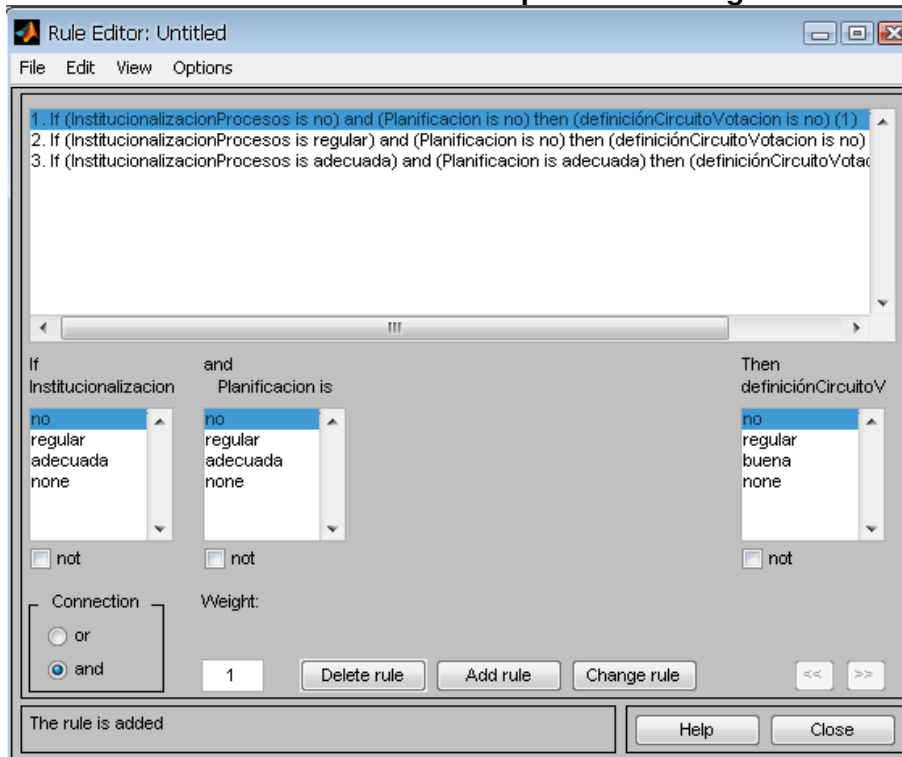 Rule Editor: Untitled
File Edit View Options
1. If (InstitucionalizacionProcesos is no) and (Planificacion is no) then (definiciónCircuitoVotacion is no) (1)
2. If (InstitucionalizacionProcesos is regular) and (Planificacion is no) then (definiciónCircuitoVotacion is no)
3. If (InstitucionalizacionProcesos is adecuada) and (Planificacion is adecuada) then (definiciónCircuitoVotac
If and Then
Institucionalizacion Planificacion is definiciónCircuitoV
no no no
regular regular regular
adecuada adecuada buena
none none none
not not not
Connection Weight:
or
and 1 Delete rule Add rule Change rule << >>
The rule is added Help Close